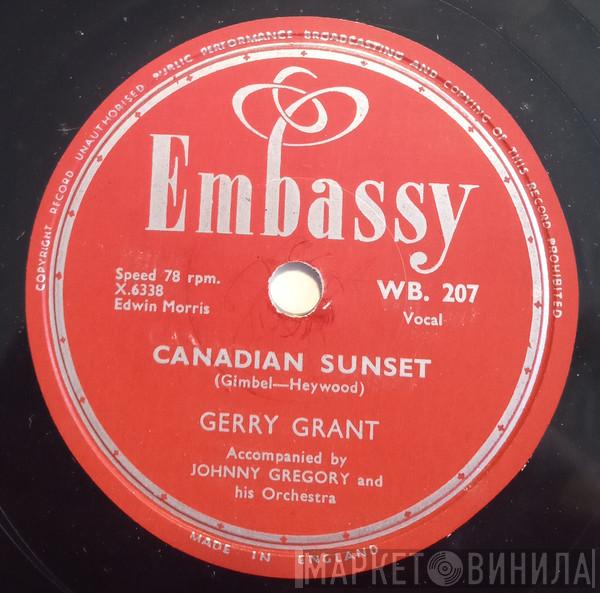 COPYRIGHT RECORD UNAUTHORISED PUBLIC PERFORMANCE BROADCASTING AND COPYING OF THIS RECORD PROHIBITED
Embassy
Speed 78 rpm.
X.6338
Edwin Morris
WB. 207
Vocal
CANADIAN SUNSET
(Gimbel—Heywood)
GERRY GRANT
Accompanied by
JOHNNY GREGORY and
his Orchestra
MADE IN ENGLAND
МАРКЕТ ВИНИЛА